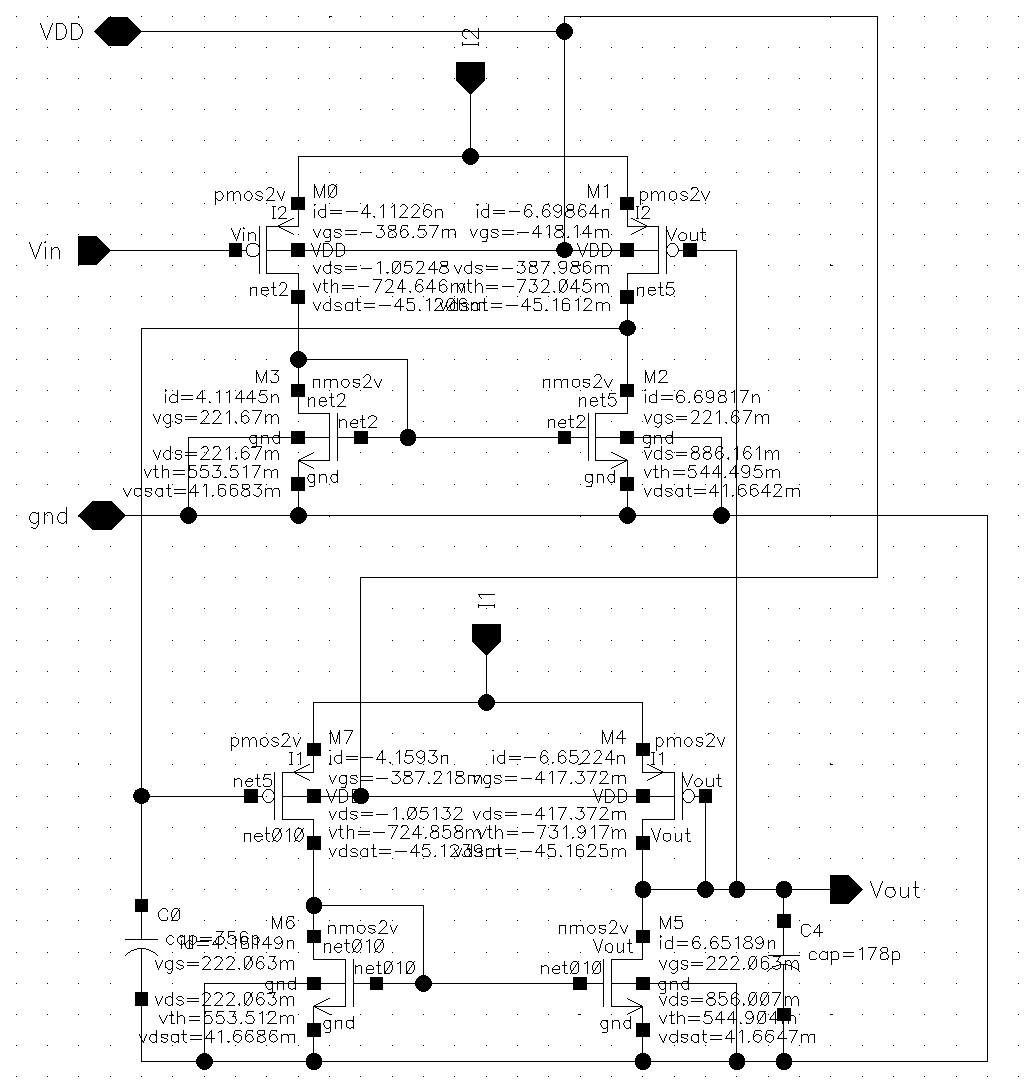 VDD
I2
pmos2v
M0
M1
pmos2v
I2
id=-4.11226n
id=-6.69864n
I2
Vin
Vin
vgs=-386.57m
vgs=-418.14m
Vout
VDD
VDD
vds=-1.05248
vds=-387.986m
net2
vth=-724.646m
vth=-732.045m
net5
vdsat=-45.1612m
M3
nmos2v
nmos2v
M2
id=4.11445n
net2
net5
id=6.69817n
vgs=221.67m
net2
net2
vgs=221.67m
gnd
gnd
vds=221.67m
vds=886.161m
vth=553.517m
gnd
gnd
vth=544.495m
vdsat=41.6683m
vdsat=41.6642m
gnd
I1
pmos2v
M7
M4
pmos2v
I1
id=-4.1593n
id=-6.65224n
I1
net5
vgs=-387.218m
vgs=-417.372m
Vout
VDD
VDD
vds=-1.05132
vds=-417.372m
net010
vth=-724.858m
vth=-731.917m
Vout
vdsat=-45.1625m
Vout
C0
M6
nmos2v
nmos2v
M5
C4
cap=356p
net010
Vout
id=6.65189n
cap=178p
vgs=222.063m
net010
net010
vgs=222.063m
gnd
gnd
vds=222.063m
vds=856.007m
vth=553.512m
gnd
gnd
vth=544.904m
vdsat=41.6686m
vdsat=41.6647m